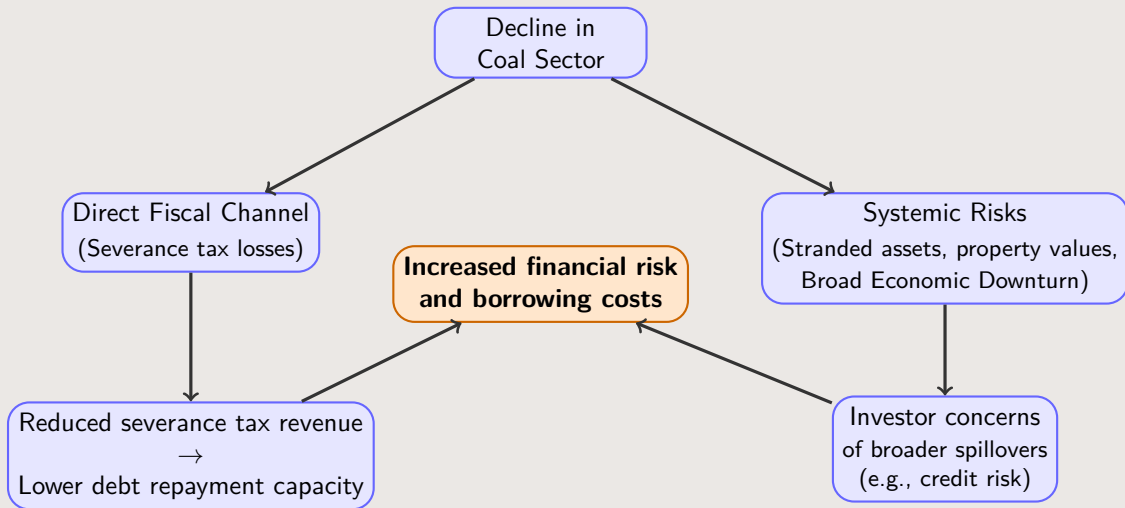 Decline in
Coal Sector
Direct Fiscal Channel
(Severance tax losses)
Systemic Risks
(Stranded assets, property values,
Broad Economic Downturn)
Increased financial risk
and borrowing costs
Reduced severance tax revenue
→
Lower debt repayment capacity
Investor concerns
of broader spillovers
(e.g., credit risk)